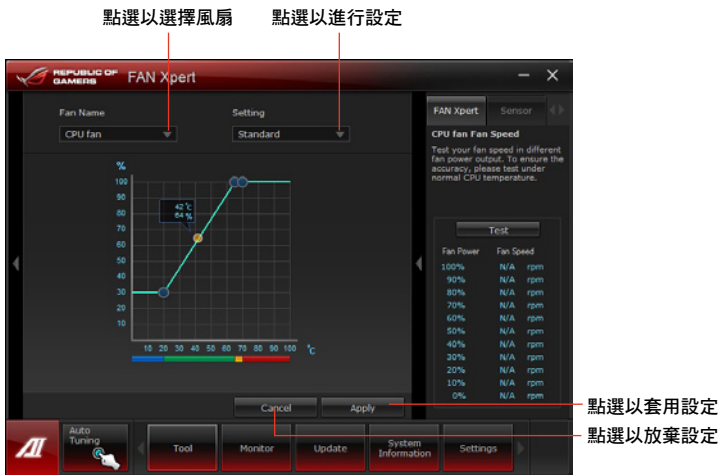 點選以選擇風扇
點選以進行設定
REPUBLIC OF
GAMERS
FAN Xpert
Fan Name
Setting
CPU fan
Standard
%
100
90
80
70
60
50
40
30
20
10
42 °c
64 %
10 20 30 40 50 60 70 80 90 100 °C
Cancel
Apply
FAN Xpert
Sensor
CPU fan Fan Speed
Test your fan speed in different
fan power output. To ensure the
accuracy, please test under
normal CPU temperature.
Test
Fan Power Fan Speed
100% N/A rpm
90% N/A rpm
80% N/A rpm
70% N/A rpm
60% N/A rpm
50% N/A rpm
40% N/A rpm
30% N/A rpm
20% N/A rpm
10% N/A rpm
0% N/A rpm
點選以套用設定
點選以放棄設定
Auto
Tuning
Tool
Monitor
Update
System
Information
Settings